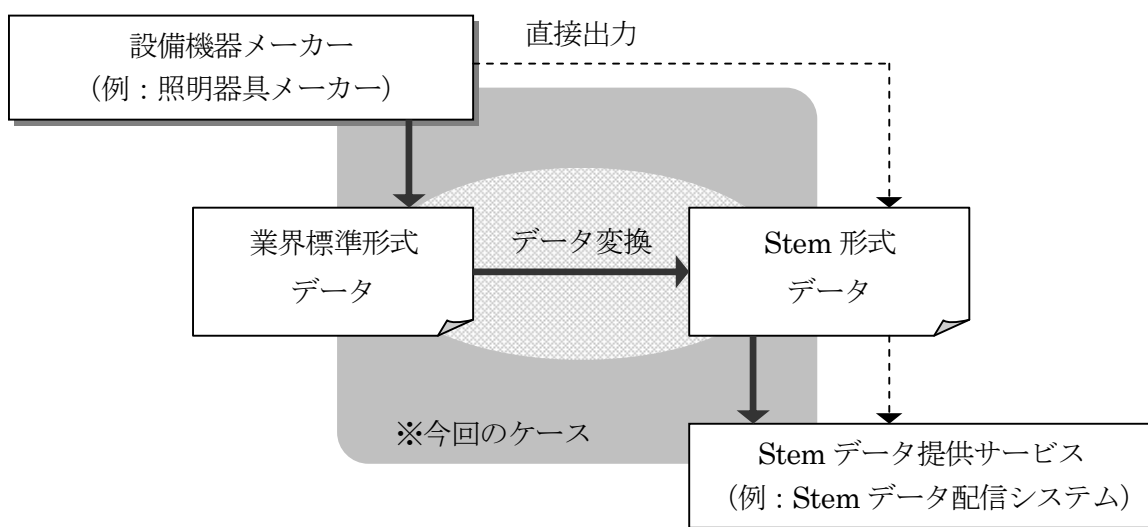 設備機器メーカー
（例：照明器具メーカー）
直接出力
業界標準形式
データ
データ変換
Stem 形式
データ
※今回のケース
Stem データ提供サービス
（例：Stem データ配信システム）